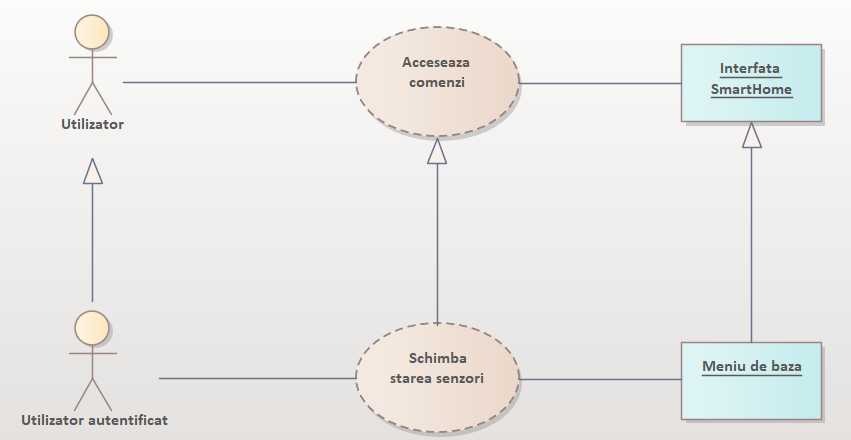 Utilizator
Acceseaza
comenzi
Interfata
SmartHome
Utilizator autentificat
Schimba
starea senzori
Meniu de baza